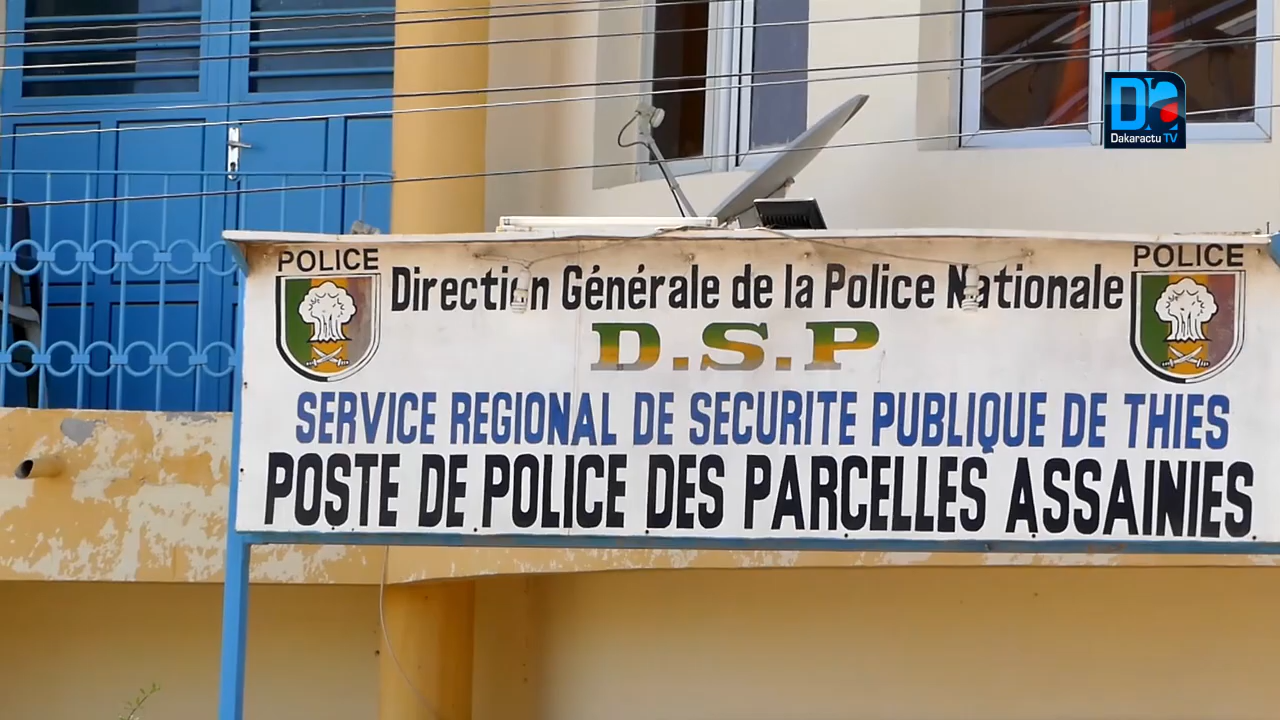 Dakaractu TV
POLICE
POLICE
Direction Générale de la Police Nationale
D.S.P
SERVICE REGIONAL DE SECURITE PUBLIQUE DE THIES
POSTE DE POLICE DES PARCELLES ASSAINIES